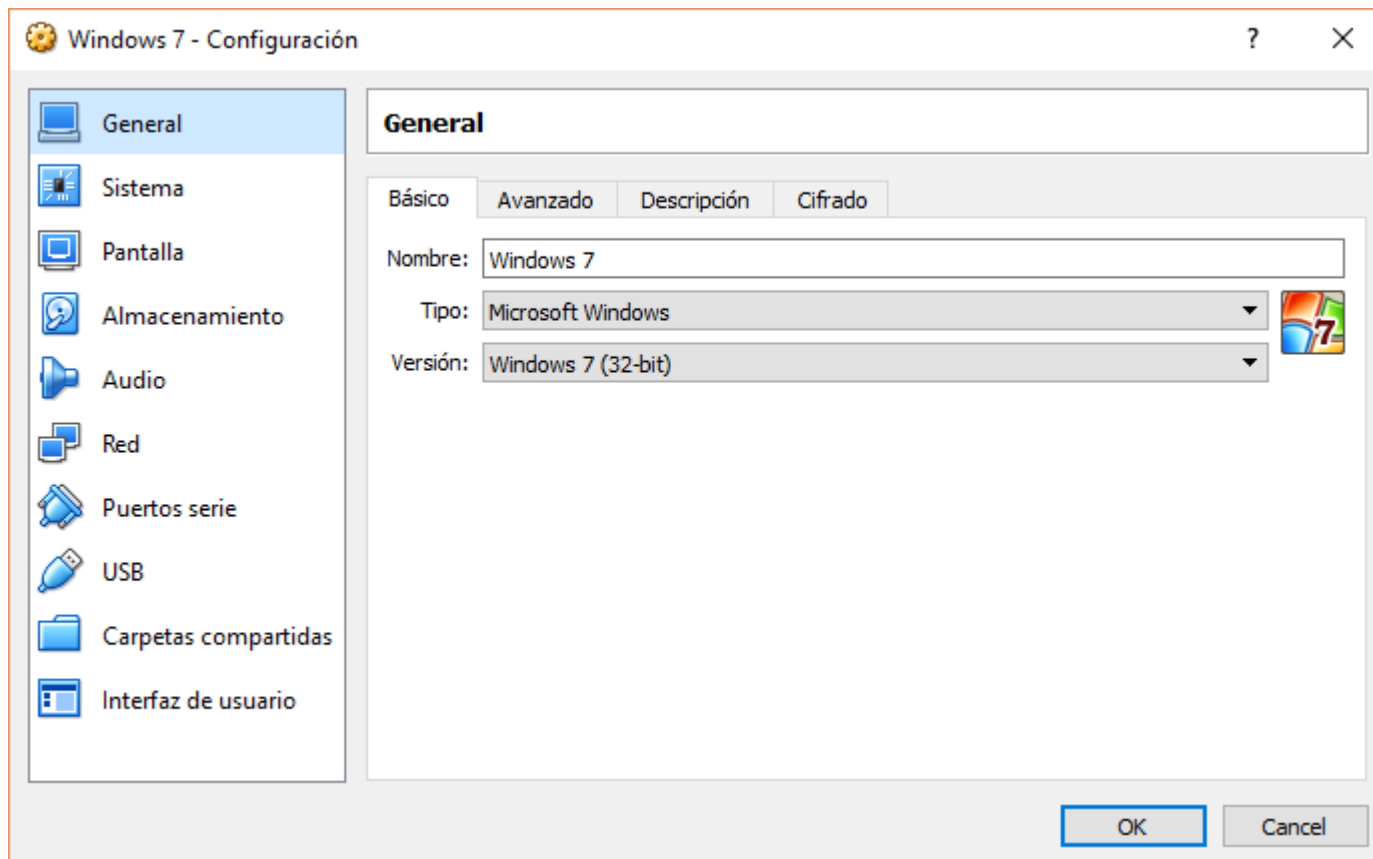 Windows 7 - Configuración
?
General
Sistema
Pantalla
Almacenamiento
Audio
Red
Puertos serie
USB
Carpetas compartidas
Interfaz de usuario
General
Básico Avanzado Descripción Cifrado
Nombre: Windows 7
Tipo: Microsoft Windows
7
Versión: Windows 7 (32-bit)
OK Cancel